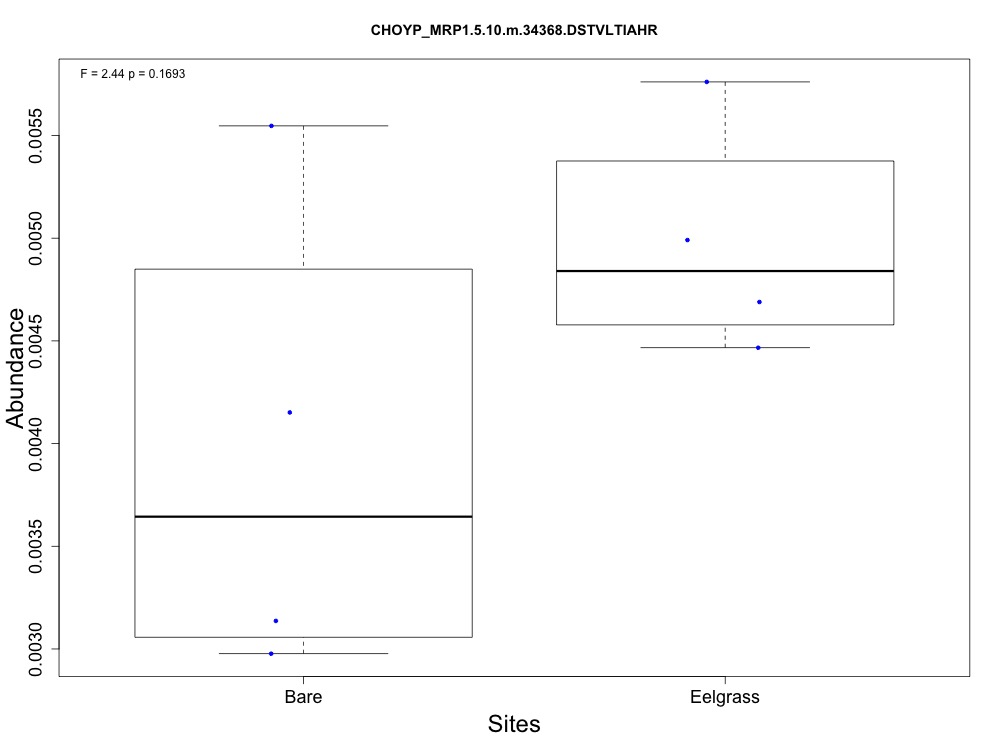 CHOYP_MRP1.5.10.m.34368.DSTVLTIAHR
F = 2.44 p = 0.1693
Abundance
0.0055
0.0050
0.0045
0.0040
0.0035
0.0030
Bare
Eelgrass
Sites